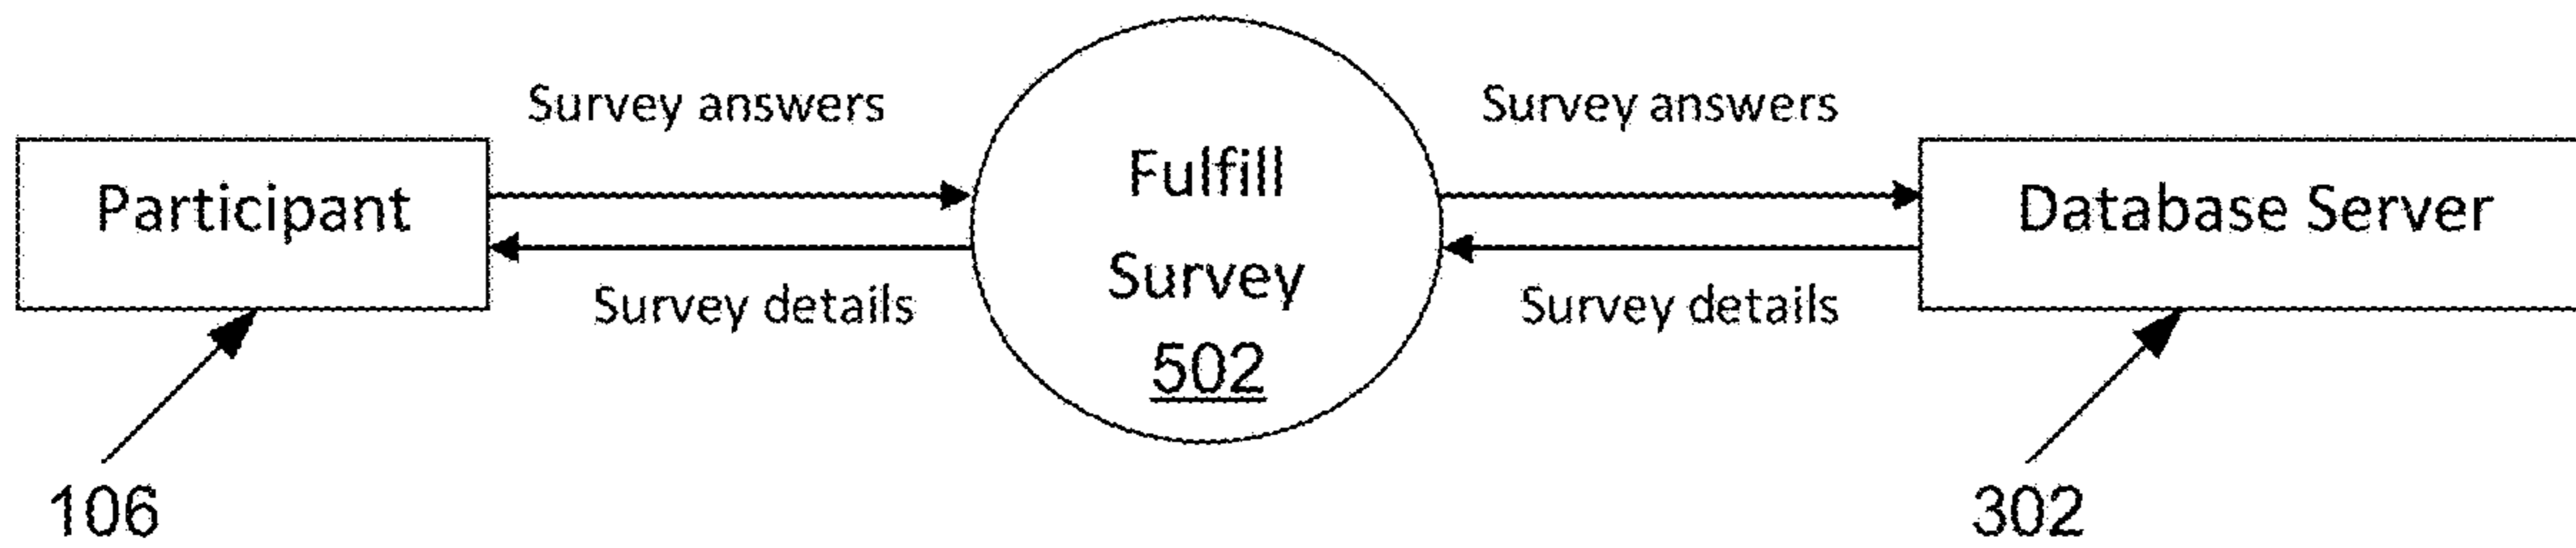 Survey answers
Survey answers
Participant
Fulfill
Survey
502
Database Server
Survey details
Survey details
106
302